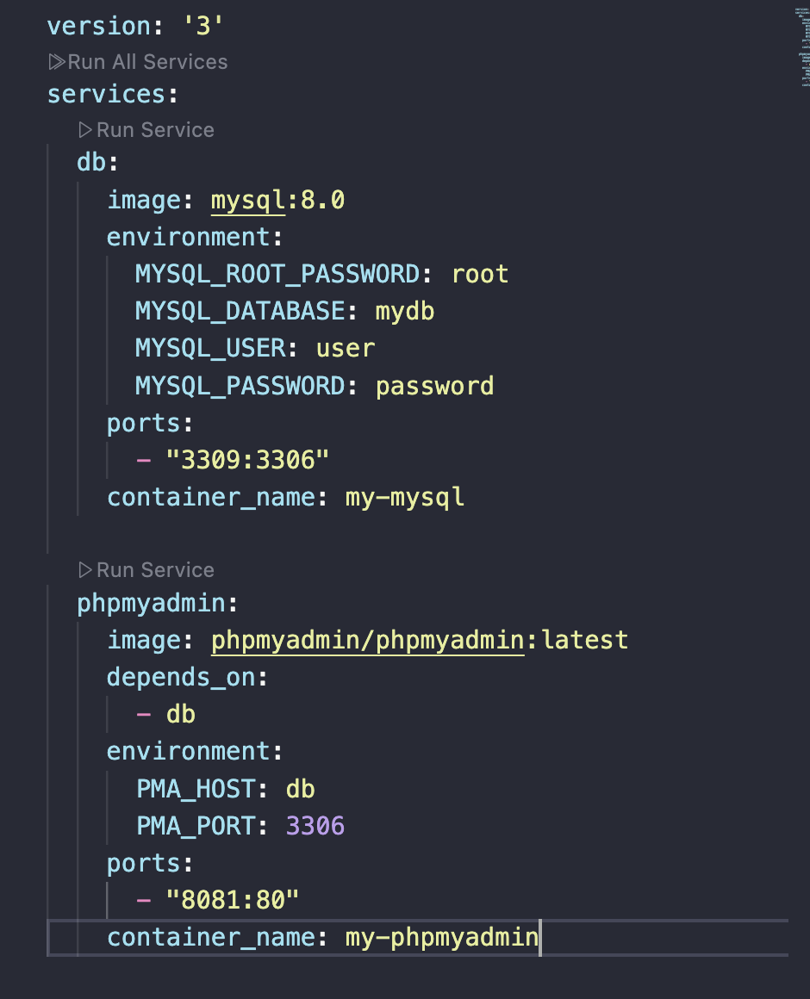 version: '3'
Run All Services
services:
Run Service
db:
image: mysql:8.0
environment:
MYSQL_ROOT_PASSWORD: root
MYSQL_DATABASE: mydb
MYSQL_USER: user
MYSQL_PASSWORD: password
ports:
- "3309:3306"
container_name: my-mysql
Run Service
phpmyadmin:
image: phpmyadmin/phpmyadmin:latest
depends_on:
- db
environment:
PMA_HOST: db
PMA_PORT: 3306
ports:
- "8081:80"
container_name: my-phpmyadmin